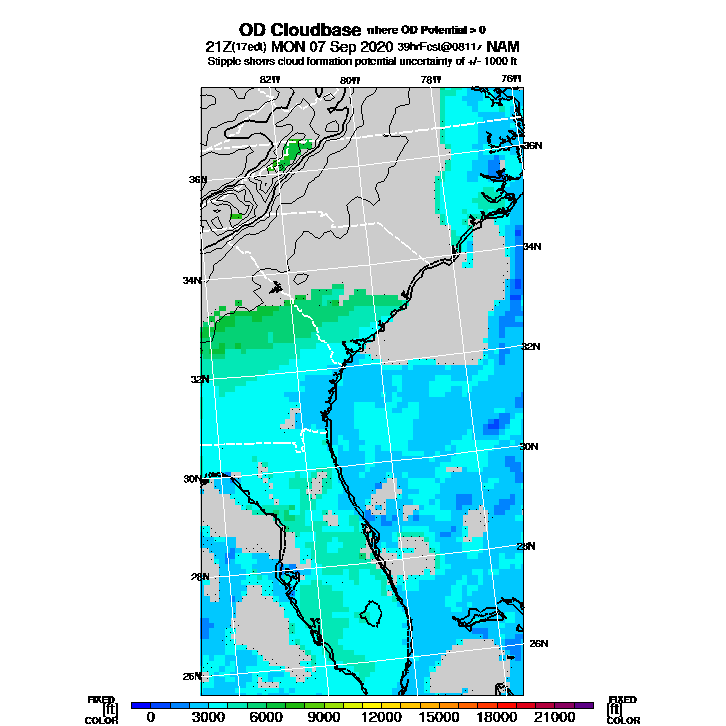 OD Cloudbase where OD Potential > 0
21Z(17edt) MON 07 Sep 2020 39hrFcst@0811z NAM
Stipple shows cloud formation potential uncertainty of +/- 1000 ft
82W 80W 78W 76W
36N
36N
34N
34N
32N
32N
30N
30N
28N
28N
26N
26N
FIXED FIXED
[ft] [ft]
COLOR 0 3000 6000 9000 12000 15000 18000 21000 COLOR